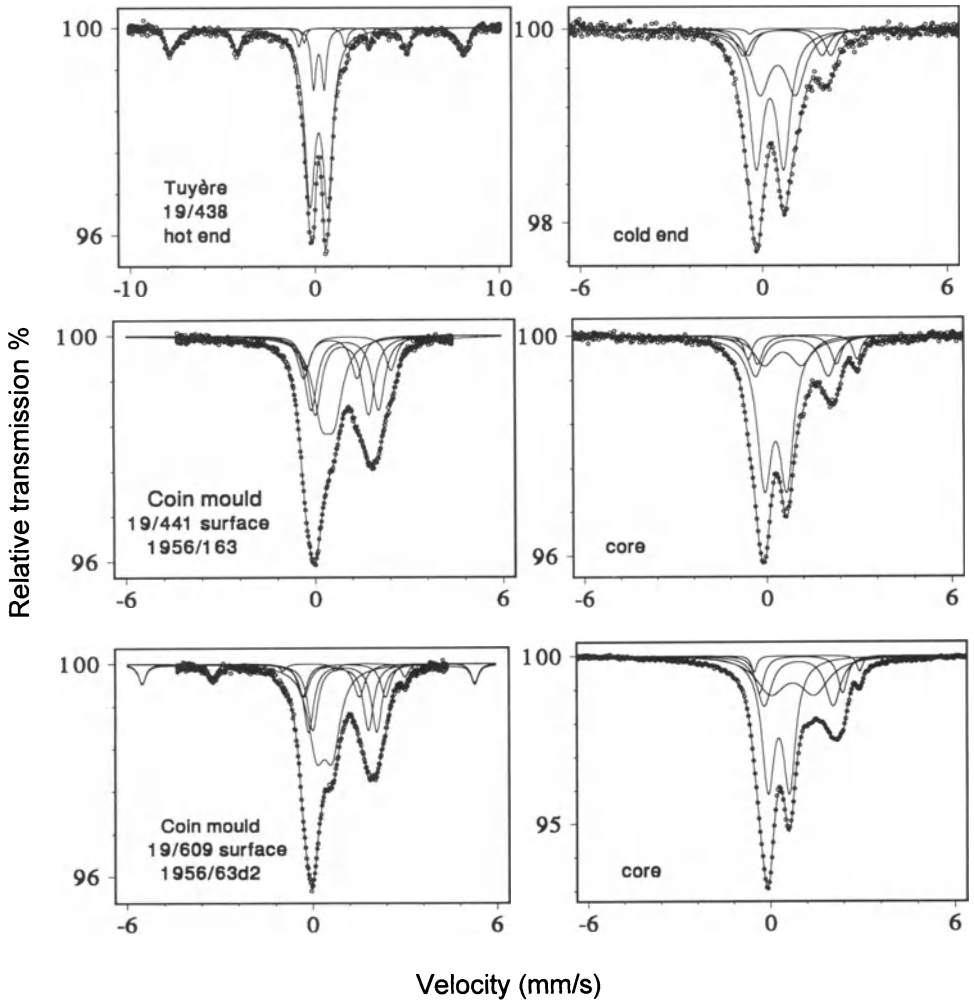 100
96
Tuyère
19/438
hot end
-10
0
10
100
98
cold end
-6
0
6
Relative transmission %
100
96
Coin mould
19/441 surface
1956/163
-6
0
6
100
96
core
-6
0
6
100
96
Coin mould
19/609 surface
1956/63d2
-6
0
6
100
95
core
-6
0
6
Velocity (mm/s)